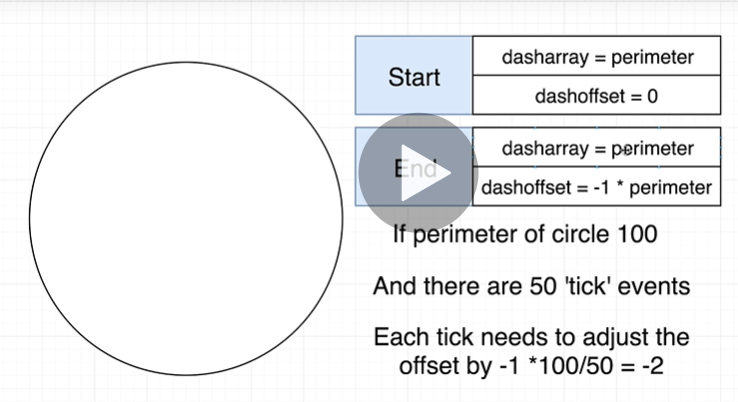 Start
dasharray = perimeter
dashoffset = 0
End
dasharray = perimeter
dashoffset = -1 * perimeter
If perimeter of circle 100
And there are 50 'tick' events
Each tick needs to adjust the
offset by -1 *100/50 = -2